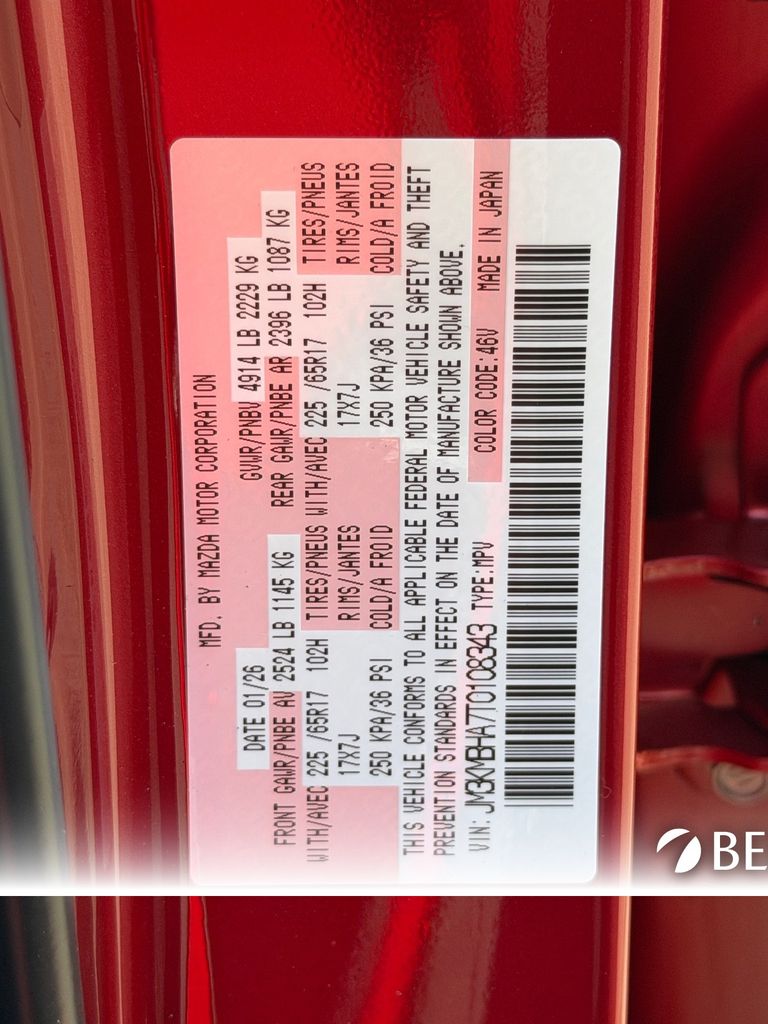 MFD. BY MAZDA MOTOR CORPORATION
DATE 01/26 GVWR/PNBV 4914 LB 2229 KG
FRONT GAWR/PNBE AV 2524 LB 1145 KG REAR GAWR/PNBE AR 2396 LB 1087 KG
WITH/AVEC 225 /65R17 102H TIRES/PNEUS WITH/AVEC 225 /65R17 102H TIRES/PNEUS
17X7J RIMS/JANTES 17X7J RIMS/JANTES
250 KPA/36 PSI COLD/A FROID 250 KPA/36 PSI COLD/A FROID
THIS VEHICLE CONFORMS TO ALL APPLICABLE FEDERAL MOTOR VEHICLE SAFETY AND THEFT
PREVENTION STANDARDS IN EFFECT ON THE DATE OF MANUFACTURE SHOWN ABOVE.
VIN: JM3KMBHA7T0108343 TYPE:MPV COLOR CODE:46V MADE IN JAPAN
BE